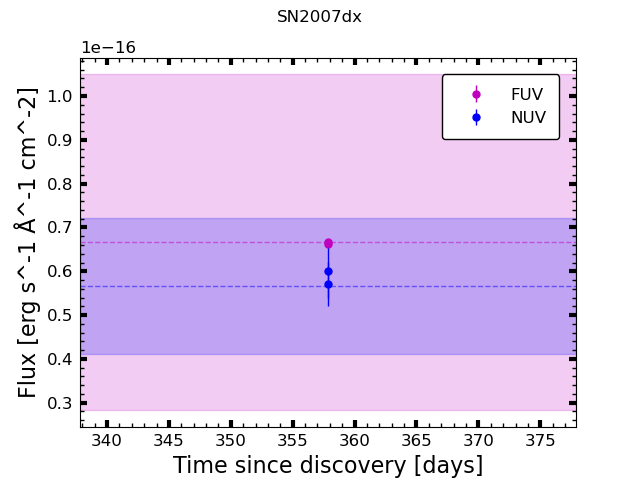 SN2007dx
1e−16
FUV
NUV
1.0
0.9
0.8
0.7
0.6
0.5
0.4
0.3
Flux [erg s^-1 Å^-1 cm^-2]
340 345 350 355 360 365 370 375
Time since discovery [days]